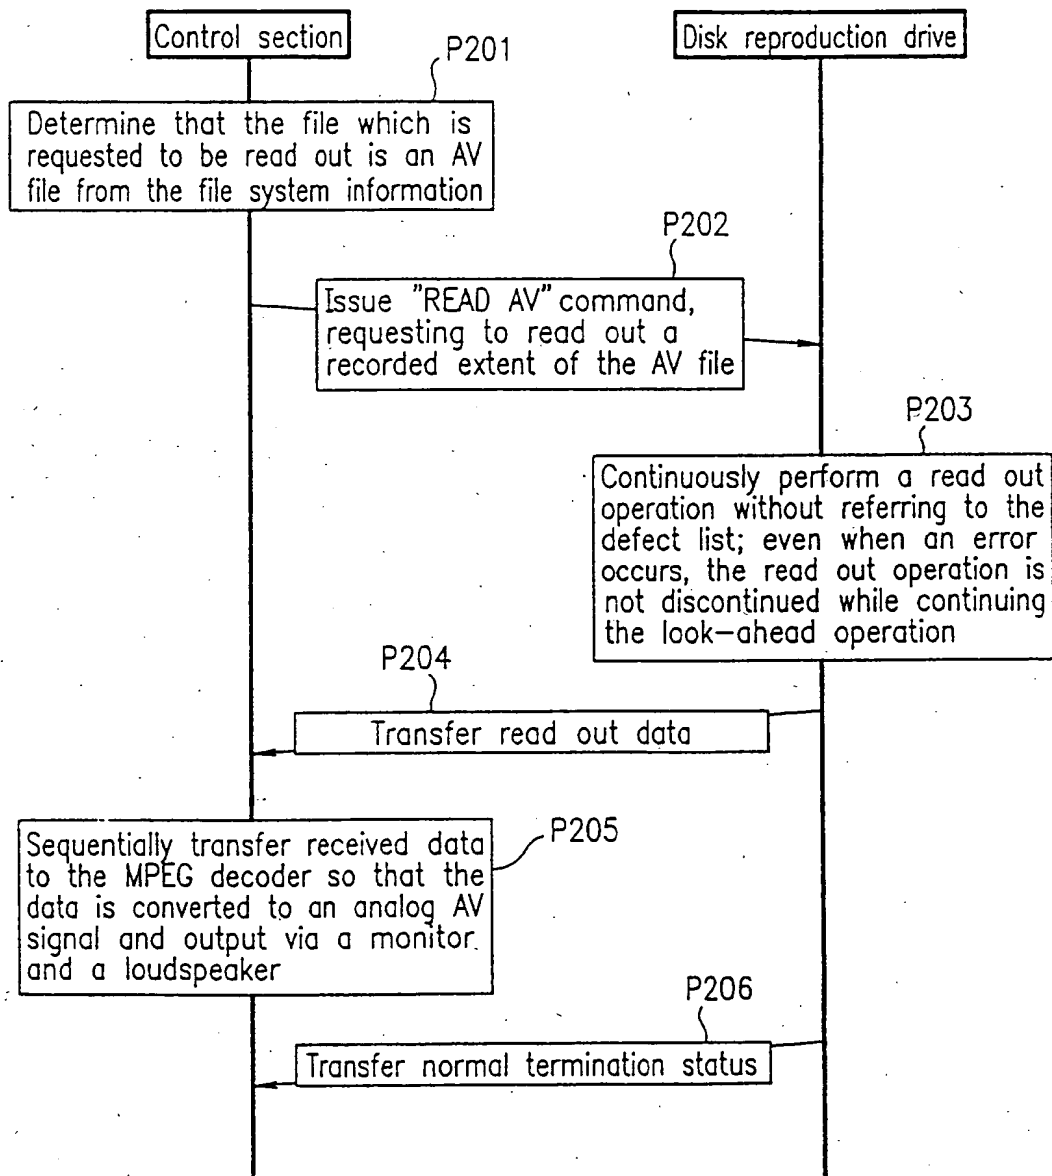 Control section
Disk reproduction drive
P201
Determine that the file which is
requested to be read out is an AV
file from the file system information
P202
Issue "READ AV" command,
requesting to read out a
recorded extent of the AV file
P203
Continuously perform a read out
operation without referring to the
defect list; even when an error
occurs, the read out operation is
not discontinued while continuing
the look-ahead operation
P204
Transfer read out data
P205
Sequentially transfer received data
to the MPEG decoder so that the
data is converted to an analog AV
signal and output via a monitor
and a loudspeaker
P206
Transfer normal termination status